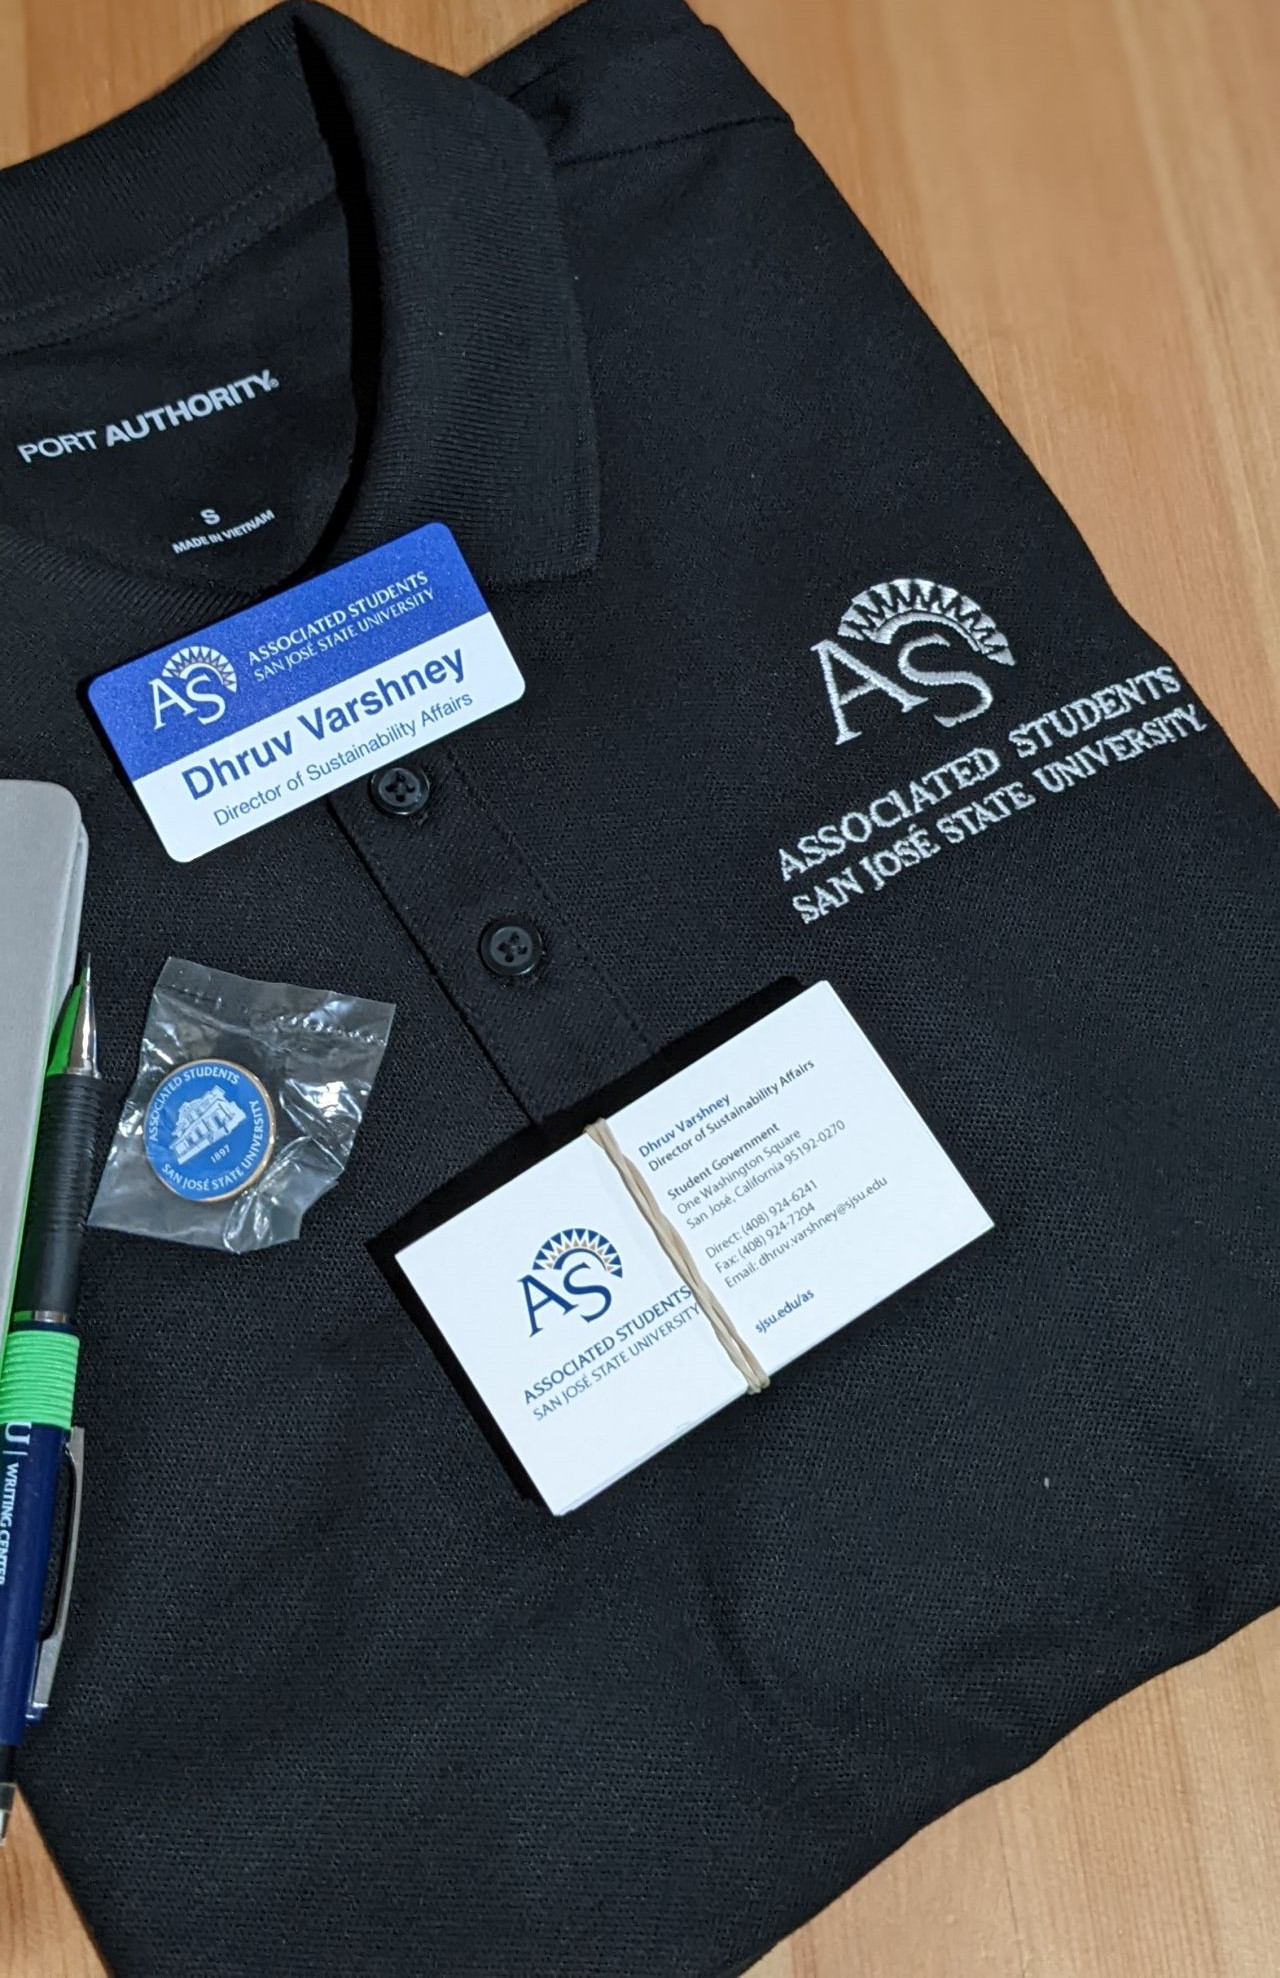 PORT AUTHORITY®
S
MADE IN VIETNAM
AS
ASSOCIATED STUDENTS
SAN JOSÉ STATE UNIVERSITY
Dhruv Varshney
Director of Sustainability Affairs
AS
ASSOCIATED STUDENTS
SAN JOSÉ STATE UNIVERSITY
ASSOCIATED STUDENTS
1897
SAN JOSÉ STATE UNIVERSITY
AS
ASSOCIATED STUDENTS
SAN JOSÉ STATE UNIVERSITY
Dhruv Varshney
Director of Sustainability Affairs
Student Government
One Washington Square
San José, California 95192-0270
Direct: (408) 924-6241
Fax: (408) 924-7204
Email: dhruv.varshney@sjsu.edu
sjsu.edu/as
U | WRITING CENTER